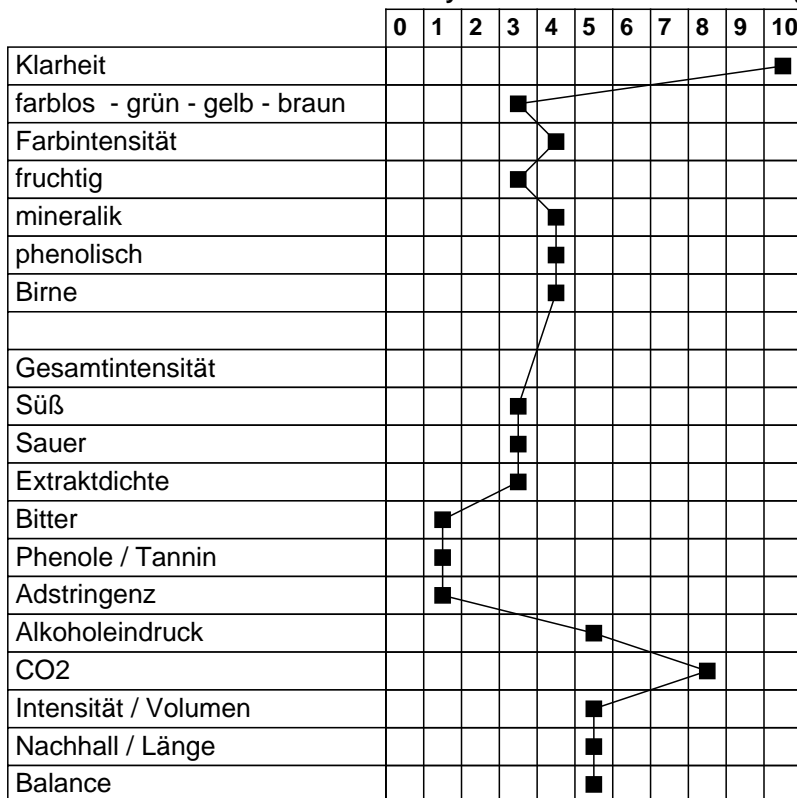 0 1 2 3 4 5 6 7 8 9 10
Klarheit
farblos - grün - gelb - braun
Farbintensität
fruchtig
mineralik
phenolisch
Birne
Gesamtintensität
Süß
Sauer
Extraktdichte
Bitter
Phenole / Tannin
Adstringenz
Alkoholeindruck
CO2
Intensität / Volumen
Nachhall / Länge
Balance